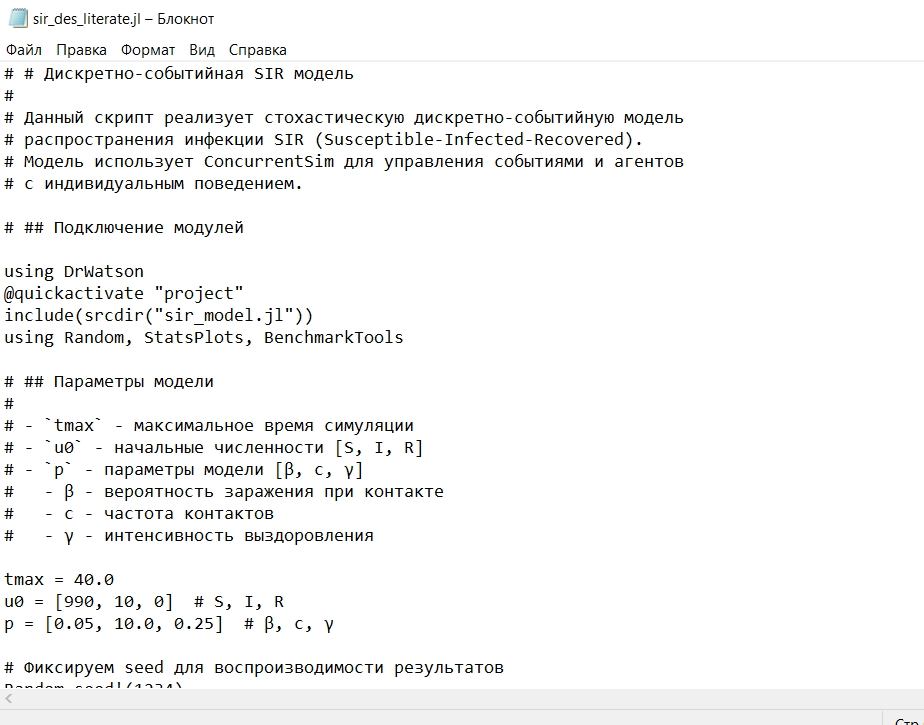 sir_des_literate.jl – Блокнот
Файл Правка Формат Вид Справка
# # Дискретно-событийная SIR модель
#
# Данный скрипт реализует стохастическую дискретно-событийную модель
# распространения инфекции SIR (Susceptible-Infected-Recovered).
# Модель использует ConcurrentSim для управления событиями и агентов
# с индивидуальным поведением.
# ## Подключение модулей
using DrWatson
@quickactivate "project"
include(srcdir("sir_model.jl"))
using Random, StatsPlots, BenchmarkTools
# ## Параметры модели
#
# - `tmax` - максимальное время симуляции
# - `u0` - начальные численности [S, I, R]
# - `p` - параметры модели [β, c, γ]
#   - β - вероятность заражения при контакте
#   - c - частота контактов
#   - γ - интенсивность выздоровления
tmax = 40.0
u0 = [990, 10, 0]  # S, I, R
p = [0.05, 10.0, 0.25]  # β, c, γ
# Фиксируем seed для воспроизводимости результатов
Random.seed!(1234)